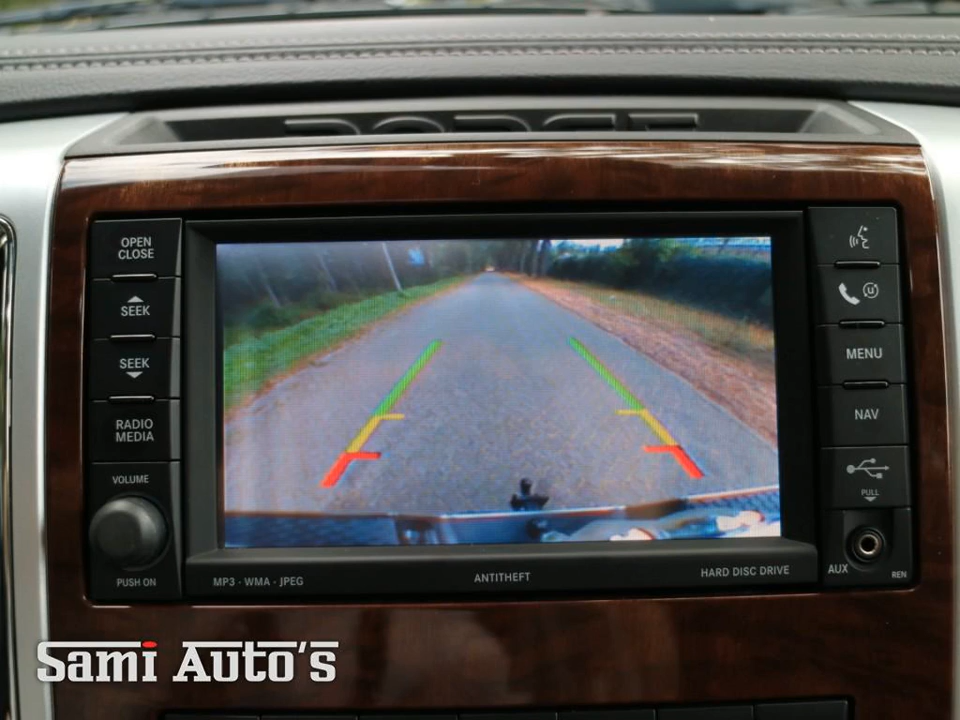 DODGE
OPEN
CLOSE
SEEK
SEEK
RADIO
MEDIA
VOLUME
PUSH ON
MP3 · WMA · JPEG
ANTITHEFT
HARD DISC DRIVE
MENU
NAV
PULL
AUX
REN
Sami Auto's